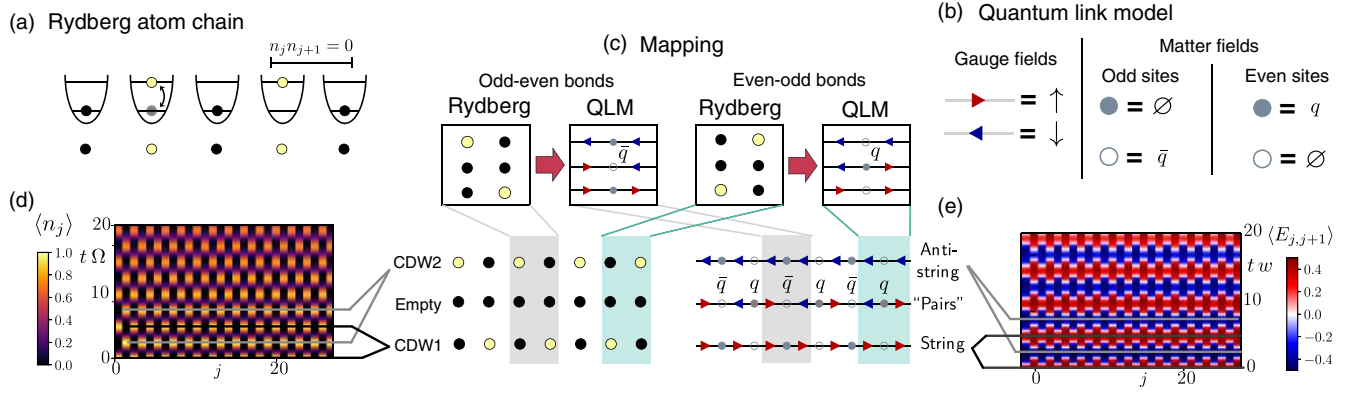 (a) Rydberg atom chain
n_j n_{j+1} = 0
(b) Quantum link model
Gauge fields
= ↑
= ↓
Matter fields
Odd sites
= ∅
= q̄
Even sites
= q
= ∅
(c) Mapping
Odd-even bonds
Rydberg QLM
q̄
Even-odd bonds
Rydberg QLM
q
(d)
⟨n_j⟩
1.0
0.8
0.6
0.4
0.2
0.0
t Ω
20
10
0
0 20
j
CDW2
Empty
CDW1
q̄ q q̄ q q̄ q
Anti-
string
"Pairs"
String
(e)
⟨E_{j,j+1}⟩
20
t w
10
0
0 20
j
0.4
0.2
0.0
−0.2
−0.4